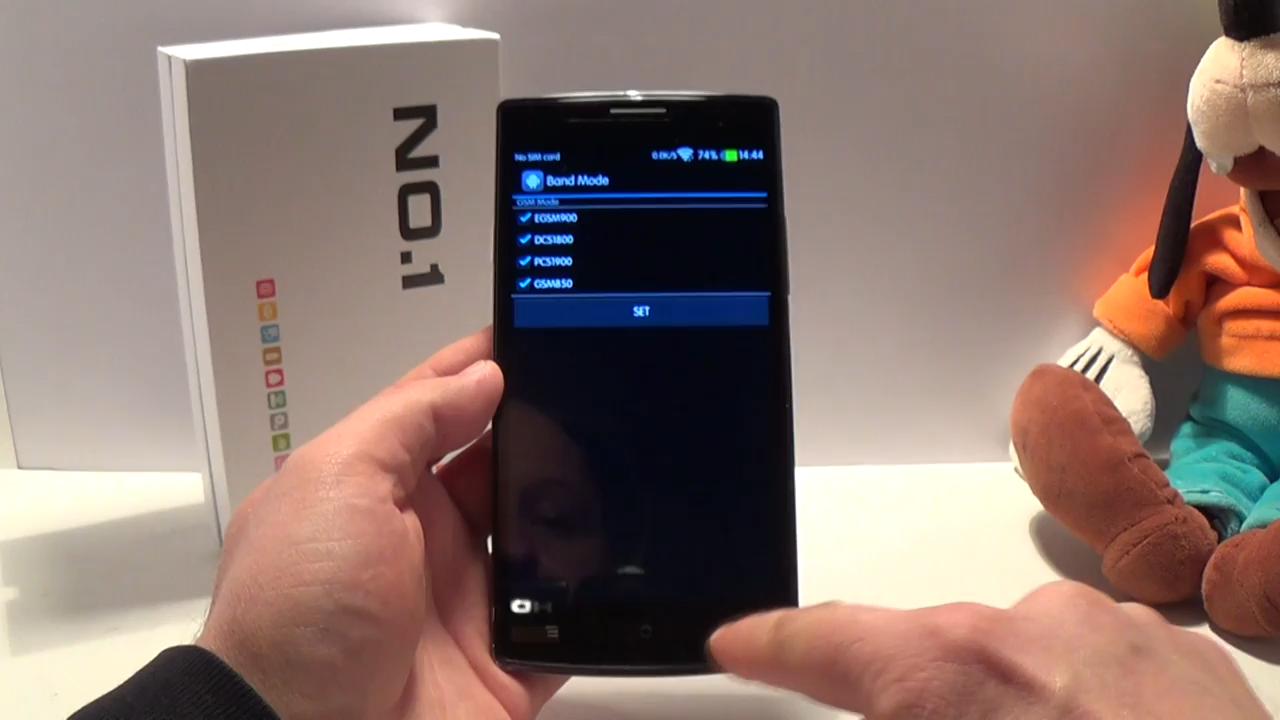 NO.1
No SIM card 74% 14:44
Band Mode
GSM Mode
EGSM900
DCS1800
PCS1900
GSM850
SET